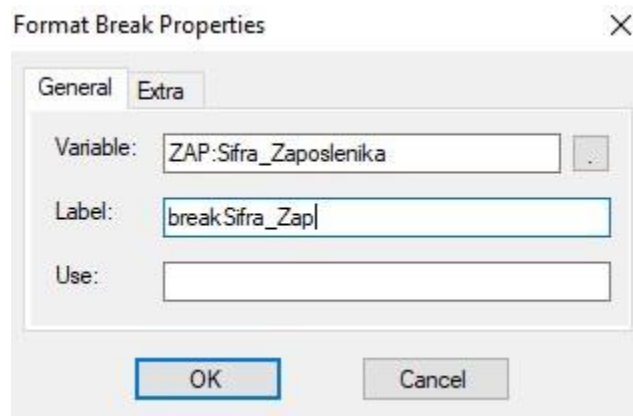 Format Break Properties
General Extra
Variable: ZAP:Sifra_Zaposlenika .
Label: breakSifra_Zap
Use:
OK Cancel